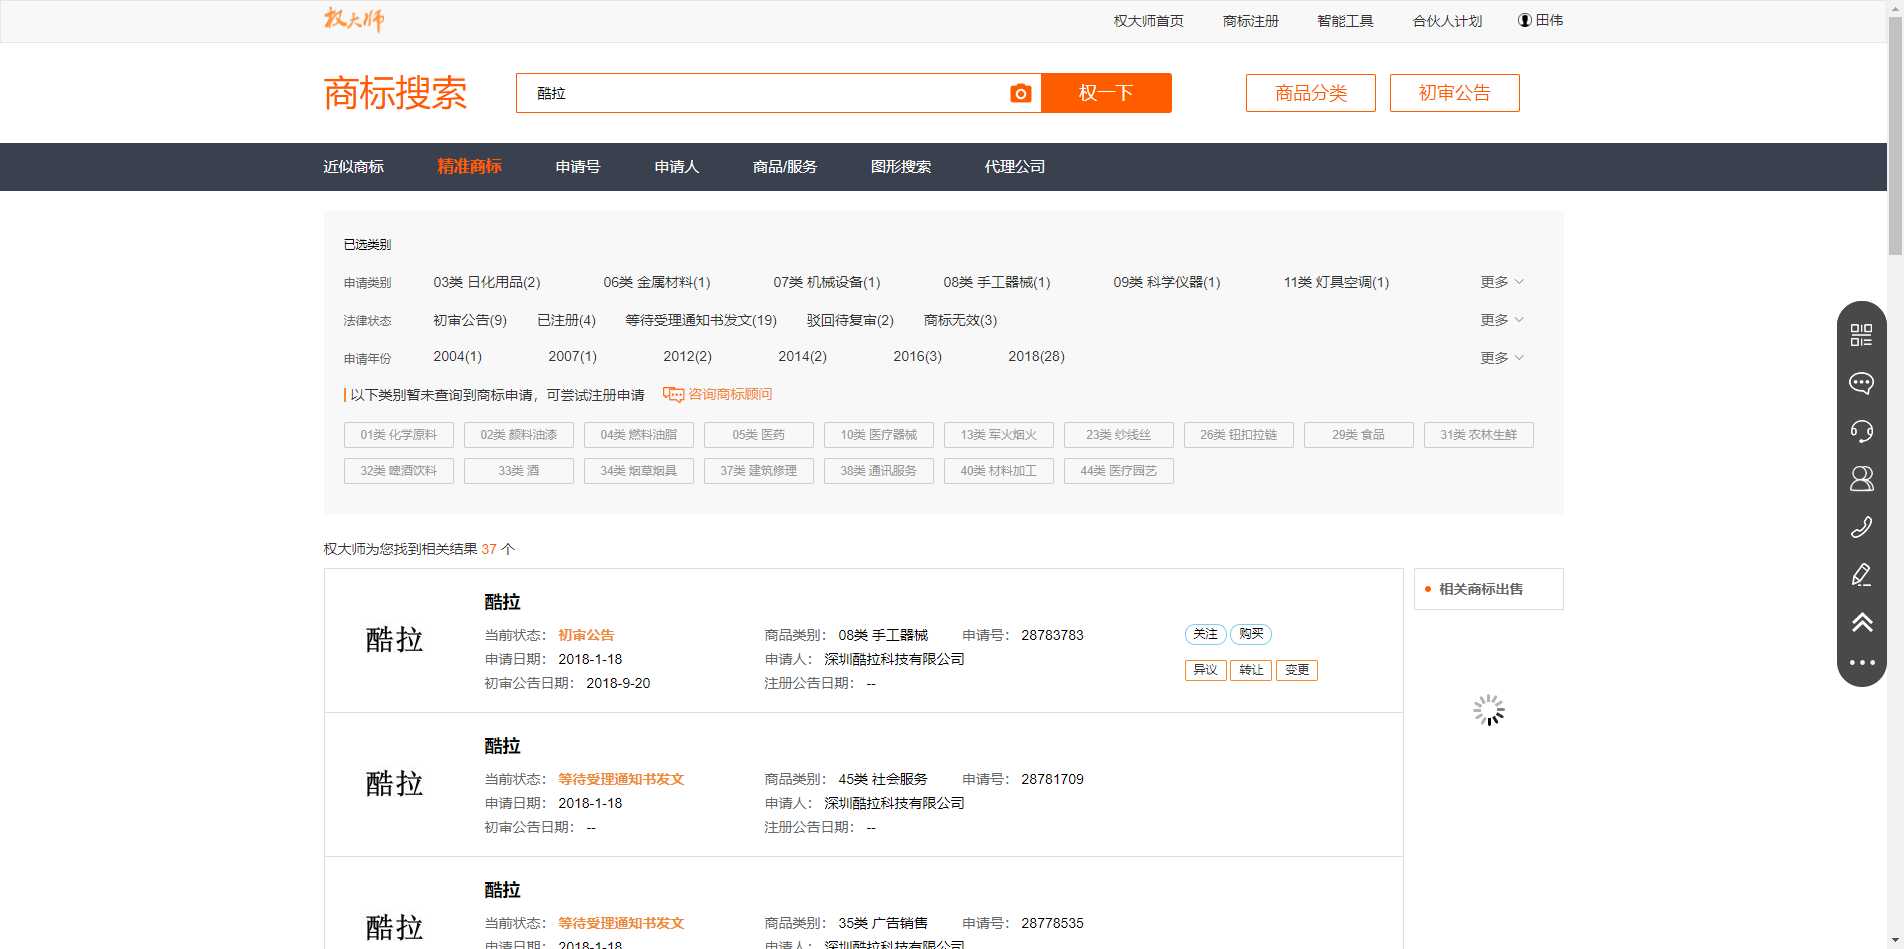 权大师 权大师首页 商标注册 智能工具 合伙人计划 田伟
商标搜索 酷拉 权一下 商品分类 初审公告
近似商标 精准商标 申请号 申请人 商品/服务 图形搜索 代理公司
已选类别
申请类别 03类 日化用品(2) 06类 金属材料(1) 07类 机械设备(1) 08类 手工器械(1) 09类 科学仪器(1) 11类 灯具空调(1) 更多
法律状态 初审公告(9) 已注册(4) 等待受理通知书发文(19) 驳回待复审(2) 商标无效(3) 更多
申请年份 2004(1) 2007(1) 2012(2) 2014(2) 2016(3) 2018(28) 更多
以下类别暂未查询到商标申请，可尝试注册申请 咨询商标顾问
01类 化学原料 02类 颜料油漆 04类 燃料油脂 05类 医药 10类 医疗器械 13类 军火烟火 23类 纱线丝 26类 钮扣拉链 29类 食品 31类 农林生鲜
32类 啤酒饮料 33类 酒 34类 烟草烟具 37类 建筑修理 38类 通讯服务 40类 材料加工 44类 医疗园艺
权大师为您找到相关结果 37 个
相关商标出售
酷拉
酷拉
当前状态： 初审公告 商品类别： 08类 手工器械 申请号： 28783783 关注 购买
申请日期： 2018-1-18 申请人： 深圳酷拉科技有限公司 异议 转让 变更
初审公告日期： 2018-9-20 注册公告日期： --
酷拉
酷拉
当前状态： 等待受理通知书发文 商品类别： 45类 社会服务 申请号： 28781709
申请日期： 2018-1-18 申请人： 深圳酷拉科技有限公司
初审公告日期： -- 注册公告日期： --
酷拉
酷拉
当前状态： 等待受理通知书发文 商品类别： 35类 广告销售 申请号： 28778535
申请日期： 2018-1-18 申请人： 深圳酷拉科技有限公司